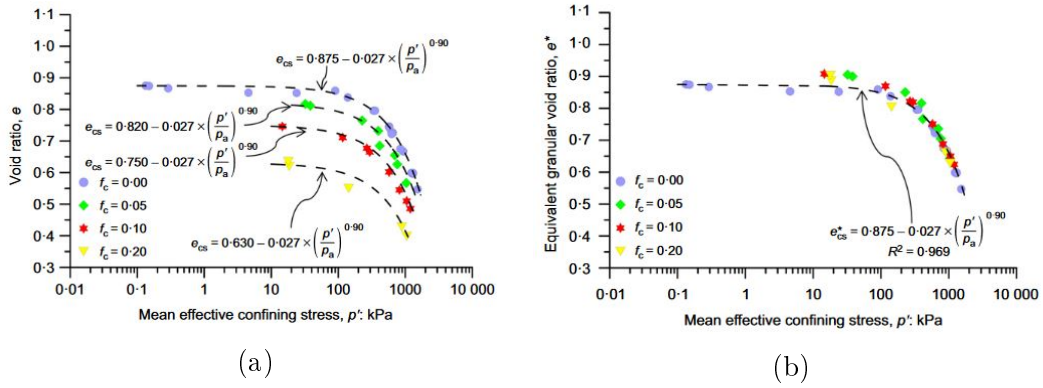 1·1
1·0
0·9
0·8
0·7
0·6
0·5
0·4
0·3
Void ratio, e
e_cs = 0·875 – 0·027 × (p′/p_a)^0·90
e_cs = 0·820 – 0·027 × (p′/p_a)^0·90
e_cs = 0·750 – 0·027 × (p′/p_a)^0·90
f_c = 0·00
f_c = 0·05
f_c = 0·10
f_c = 0·20
e_cs = 0·630 – 0·027 × (p′/p_a)^0·90
0·01 0·1 1 10 100 1000 10 000
Mean effective confining stress, p′: kPa
(a)
1·1
1·0
0·9
0·8
0·7
0·6
0·5
0·4
0·3
Equivalent granular void ratio, e*
f_c = 0·00
f_c = 0·05
f_c = 0·10
f_c = 0·20
e*_cs = 0·875 – 0·027 × (p′/p_a)^0·90
R² = 0·969
0·01 0·1 1 10 100 1000 10 000
Mean effective confining stress, p′: kPa
(b)